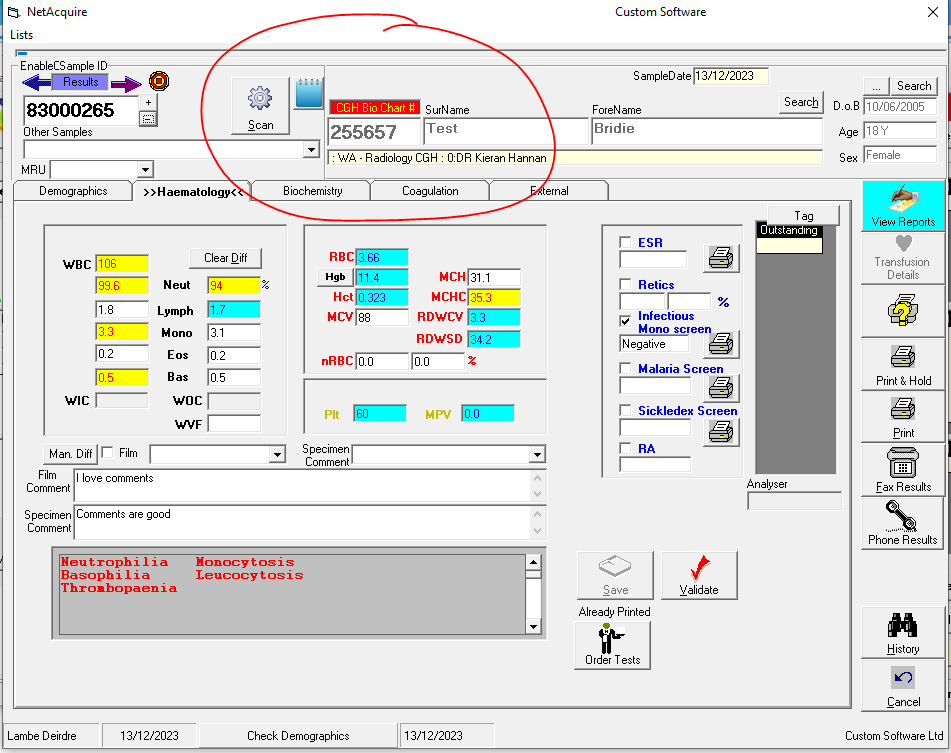 NetAcquire Custom Software
Lists
EnableCSample ID
Results
83000265
+
...
Other Samples
MRU
Scan
CGH Bio Chart #
255657
SurName
Test
ForeName
Bridie
: WA - Radiology CGH : 0:DR Kieran Hannan
SampleDate 13/12/2023
Search
... Search
D.o.B 10/06/2005
Age 18Y
Sex Female
Demographics >>Haematology<< Biochemistry Coagulation External
Clear Diff
WBC 106
99.6 Neut 94 %
1.8 Lymph 1.7
3.3 Mono 3.1
0.2 Eos 0.2
0.5 Bas 0.5
WIC WOC
WVF
RBC 3.66
Hgb 11.4 MCH 31.1
Hct 0.323 MCHC 35.3
MCV 88 RDWCV 3.3
RDWSD 34.2
nRBC 0.0 0.0 %
Plt 60 MPV 0.0
ESR
Retics
%
Infectious
Mono screen
Negative
Malaria Screen
Sickledex Screen
RA
Tag
Outstanding
Analyser
Man. Diff Film
Specimen
Comment
Film
Comment
I love comments
Specimen
Comment
Comments are good
Neutrophilia Monocytosis
Basophilia Leucocytosis
Thrombopaenia
Save
Validate
Already Printed
Order Tests
View Reports
Transfusion
Details
Print & Hold
Print
Fax Results
Phone Results
History
Cancel
Lambe Deirdre 13/12/2023 Check Demographics 13/12/2023 Custom Software Ltd